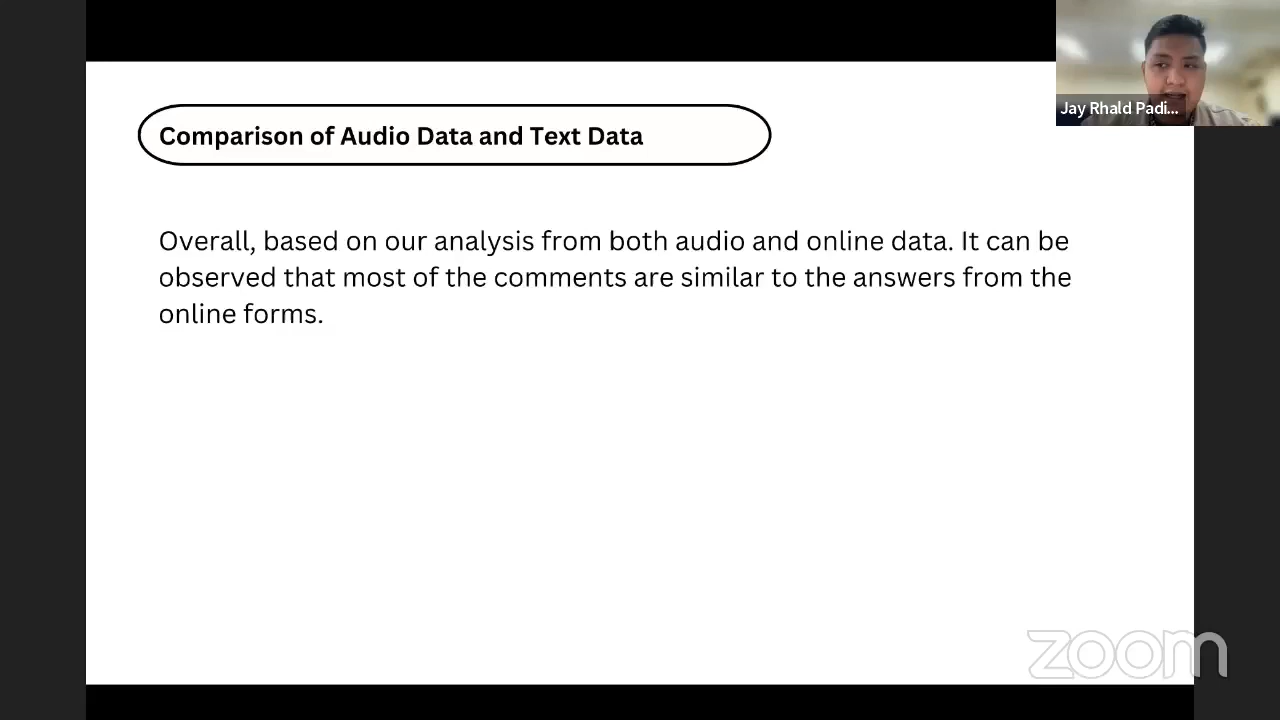 Jay Rhald Padi...
Comparison of Audio Data and Text Data
Overall, based on our analysis from both audio and online data. It can be
observed that most of the comments are similar to the answers from the
online forms.
zoom